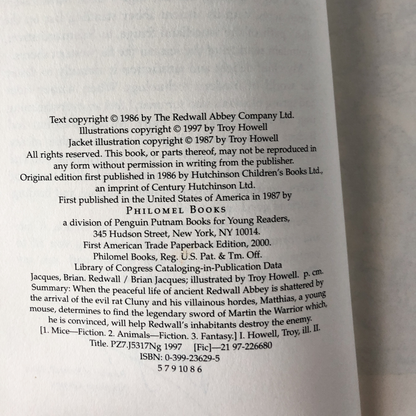 Text copyright © 1986 by The Redwall Abbey Company Ltd.
Illustrations copyright © 1997 by Troy Howell
Jacket illustration copyright © 1987 by Troy Howell
All rights reserved. This book, or parts thereof, may not be reproduced in
any form without permission in writing from the publisher.
Original edition first published in 1986 by Hutchinson Children's Books Ltd.,
an imprint of Century Hutchinson Ltd.
First published in the United States of America in 1987 by
PHILOMEL BOOKS
a division of Penguin Putnam Books for Young Readers,
345 Hudson Street, New York, NY 10014.
First American Trade Paperback Edition, 2000.
Philomel Books, Reg. U.S. Pat. & Tm. Off.
Library of Congress Cataloging-in-Publication Data
Jacques, Brian. Redwall / Brian Jacques; illustrated by Troy Howell. p. cm.
Summary: When the peaceful life of ancient Redwall Abbey is shattered by
the arrival of the evil rat Cluny and his villainous hordes, Matthias, a young
mouse, determines to find the legendary sword of Martin the Warrior which,
he is convinced, will help Redwall's inhabitants destroy the enemy.
[1. Mice—Fiction. 2. Animals—Fiction. 3. Fantasy.] I. Howell, Troy, ill. II.
Title. PZ7.J5317Ng 1997 [Fic]—21 97-226680
ISBN: 0-399-23629-5
5 7 9 10 8 6